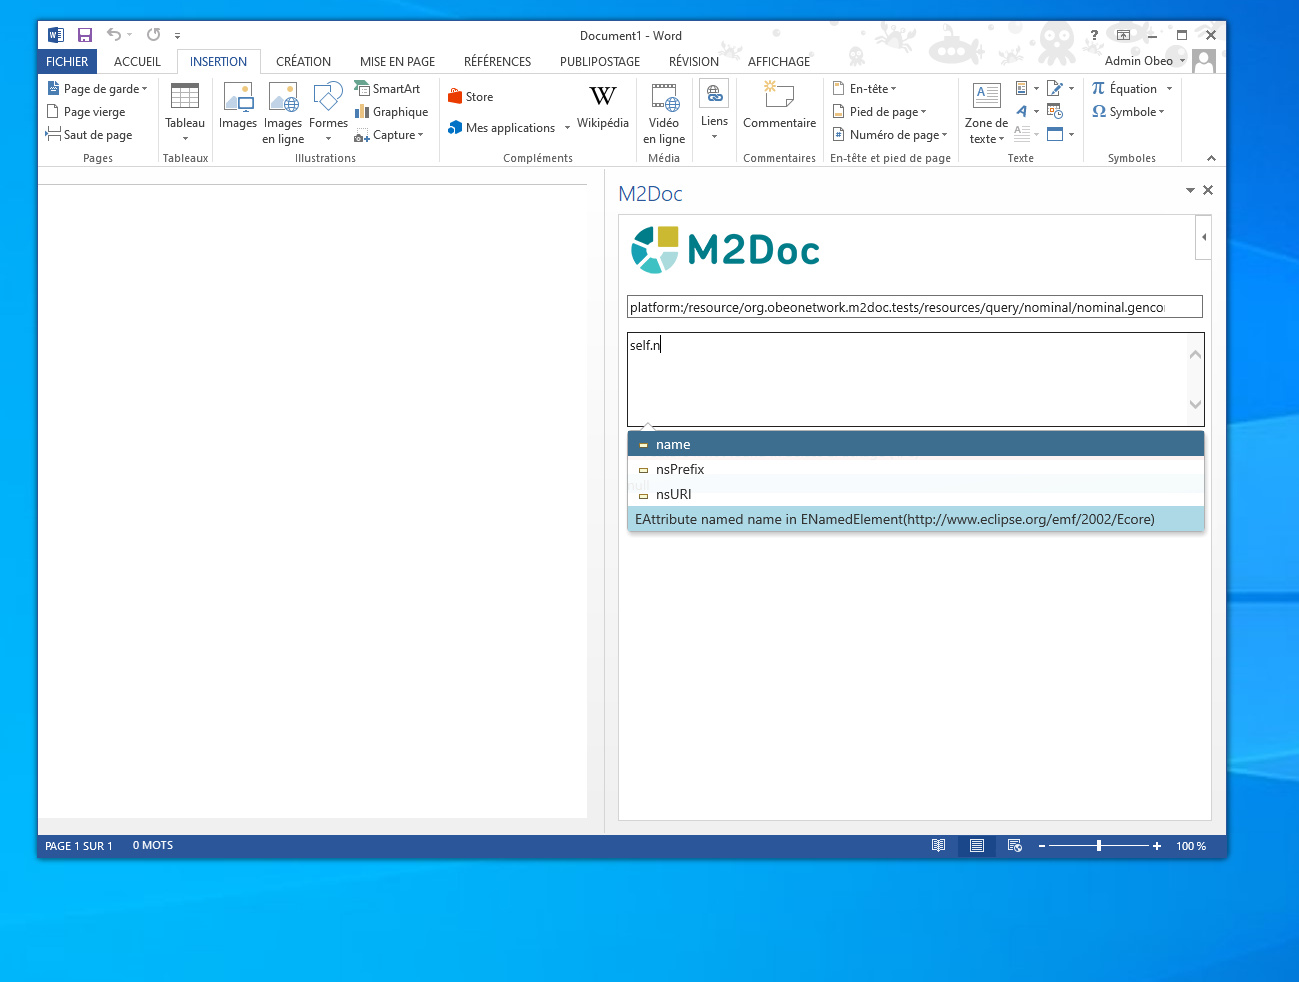 Document1 - Word
?
FICHIER ACCUEIL INSERTION CRÉATION MISE EN PAGE RÉFÉRENCES PUBLIPOSTAGE RÉVISION AFFICHAGE Admin Obeo
Page de garde
Page vierge
Saut de page
Pages
Tableau
Tableaux
Images
Images
en ligne
Formes
SmartArt
Graphique
Capture
Illustrations
Store
Mes applications
W
Wikipédia
Compléments
Vidéo
en ligne
Média
Liens
Commentaire
Commentaires
En-tête
Pied de page
Numéro de page
En-tête et pied de page
Zone de
texte
Texte
π Équation
Ω Symbole
Symboles
M2Doc
M2Doc
platform:/resource/org.obeonetwork.m2doc.tests/resources/query/nominal/nominal.genco
self.n
name
nsPrefix
null
nsURI
EAttribute named name in ENamedElement(http://www.eclipse.org/emf/2002/Ecore)
PAGE 1 SUR 1 0 MOTS 100 %